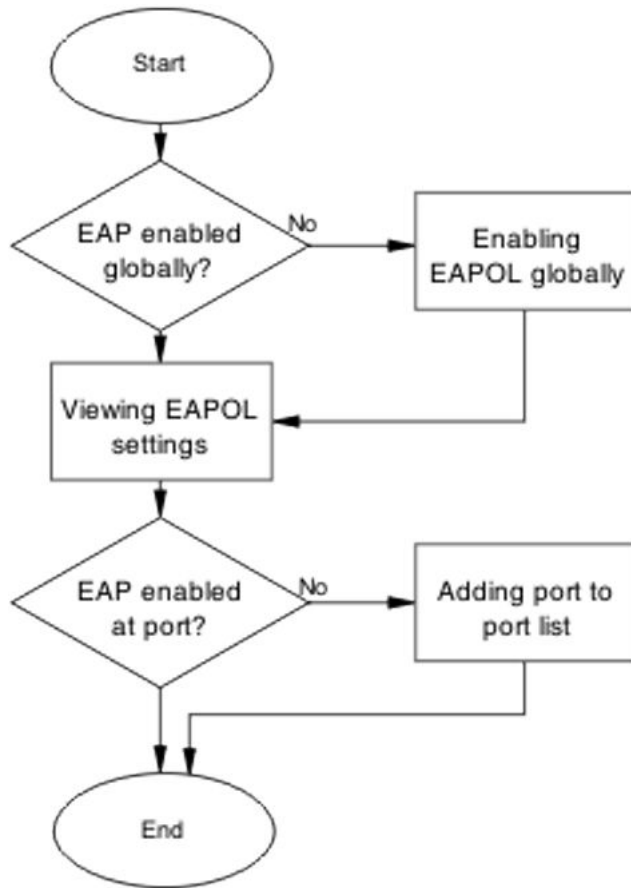 Start
EAP enabled
globally?
No
Enabling
EAPOL globally
Viewing EAPOL
settings
EAP enabled
at port?
No
Adding port to
port list
End